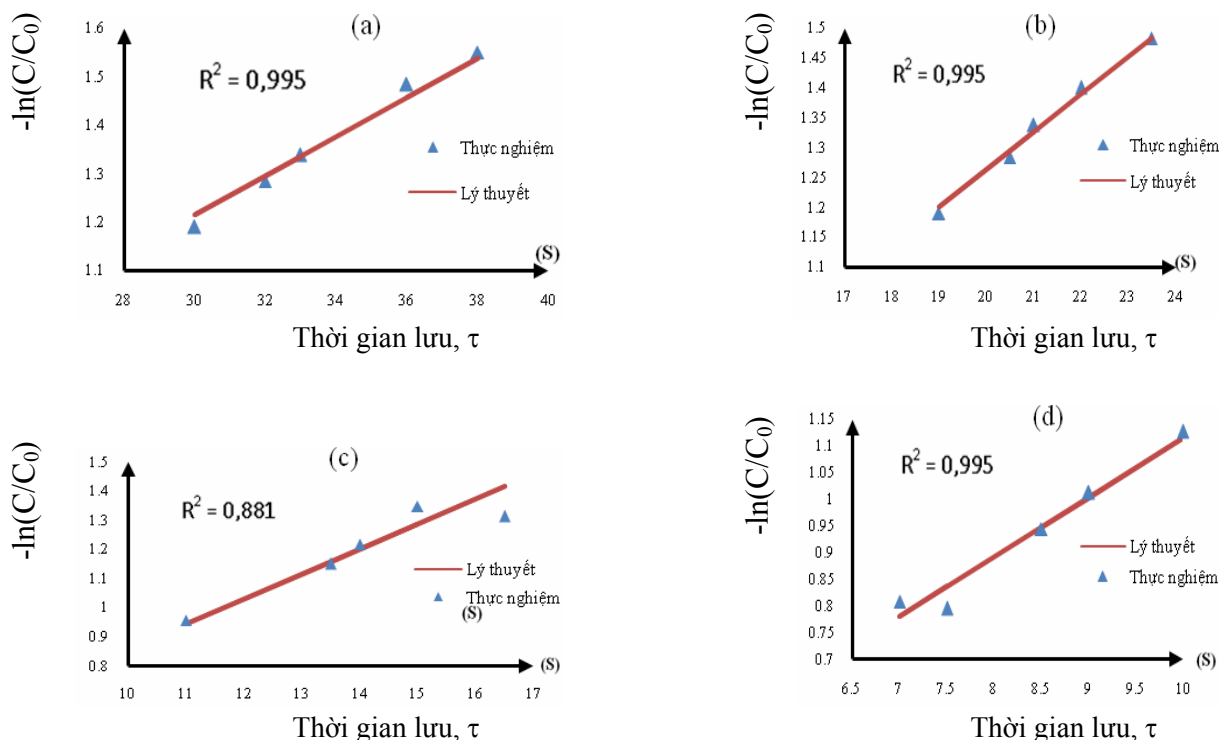 (a)
-ln(C/C0)
1.6
1.5
1.4
1.3
1.2
1.1
R² = 0,995
Thực nghiệm
Lý thuyết
(S)
28 30 32 34 36 38 40
Thời gian lưu, τ
(b)
-ln(C/C0)
1.5
1.45
1.4
1.35
1.3
1.25
1.2
1.15
1.1
R² = 0,995
Thực nghiệm
Lý thuyết
(S)
17 18 19 20 21 22 23 24
Thời gian lưu, τ
(c)
-ln(C/C0)
1.5
1.4
1.3
1.2
1.1
1
0.9
0.8
R² = 0,881
Lý thuyết
Thực nghiệm
(S)
(S)
10 11 12 13 14 15 16 17
Thời gian lưu, τ
(d)
-ln(C/C0)
1.15
1.1
1.05
1
0.95
0.9
0.85
0.8
0.75
0.7
R² = 0,995
Lý thuyết
Thực nghiệm
(S)
6.5 7 7.5 8 8.5 9 9.5 10
Thời gian lưu, τ